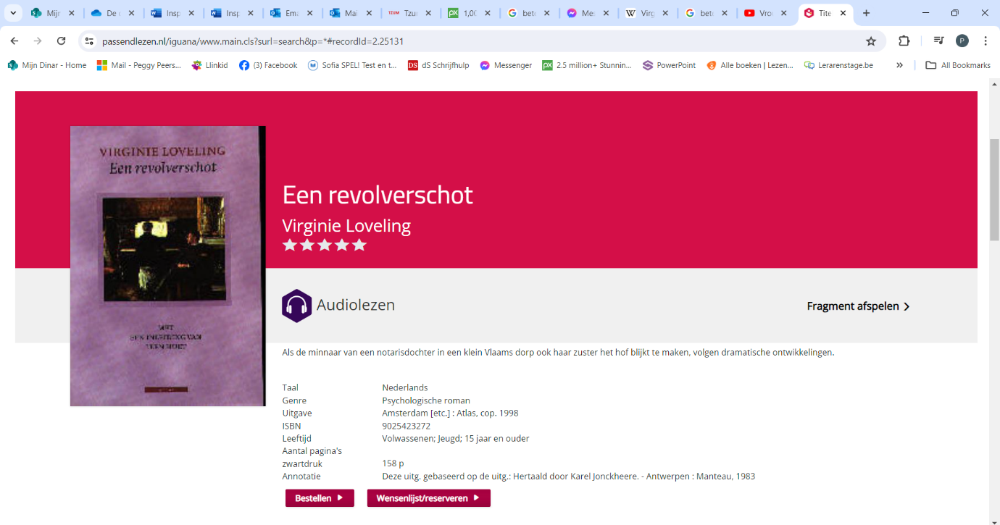 Mijn
De
Insp
Insp
Ema
Mai
TZUM Tzu
px 1,00
bet
Mes
W Virg
bet
Vro
Tite
passendlezen.nl/iguana/www.main.cls?surl=search&p=*#recordId=2.25131
P
Mijn Dinar - Home
Mail - Peggy Peers...
Llinkid
(3) Facebook
Sofia SPEL! Test en t...
DS dS Schrijfhulp
Messenger
px 2.5 million+ Stunnin...
PowerPoint
Alle boeken | Lezen...
Lerarenstage.be
» All Bookmarks
VIRGINIE LOVELING
Een revolverschot
MET
EEN INLEIDING VAN
Een revolverschot
Virginie Loveling
Audiolezen
Fragment afspelen
Als de minnaar van een notarisdochter in een klein Vlaams dorp ook haar zuster het hof blijkt te maken, volgen dramatische ontwikkelingen.
Taal Nederlands
Genre Psychologische roman
Uitgave Amsterdam [etc.] : Atlas, cop. 1998
ISBN 9025423272
Leeftijd Volwassenen; Jeugd; 15 jaar en ouder
Aantal pagina's
zwartdruk 158 p
Annotatie Deze uitg. gebaseerd op de uitg.: Hertaald door Karel Jonckheere. - Antwerpen : Manteau, 1983
Bestellen
Wensenlijst/reserveren